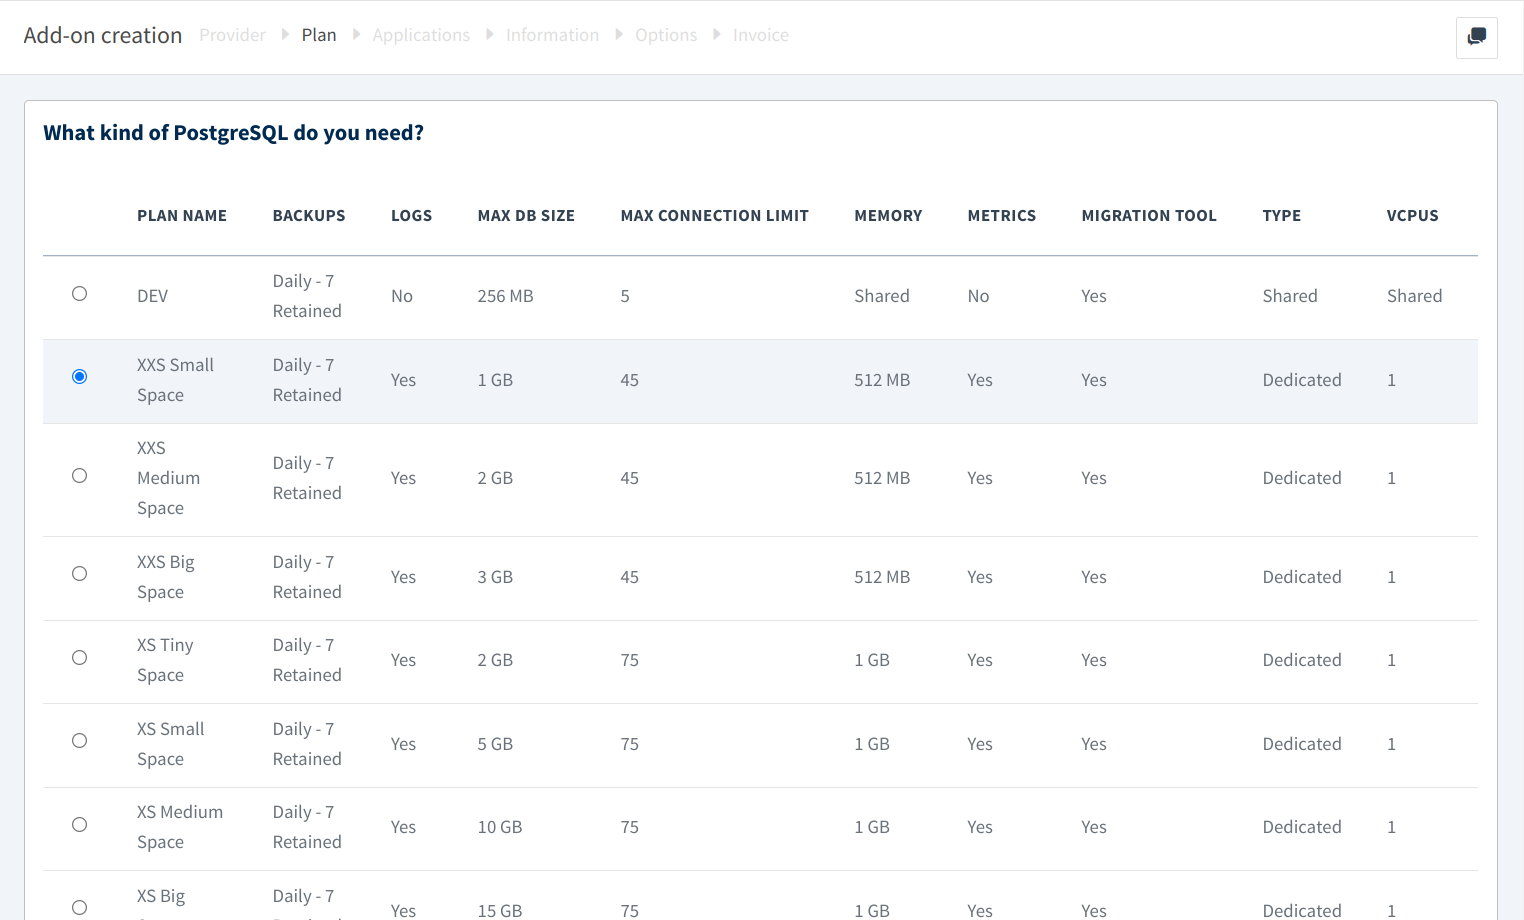 Add-on creation Provider Plan Applications Information Options Invoice
What kind of PostgreSQL do you need?
PLAN NAME BACKUPS LOGS MAX DB SIZE MAX CONNECTION LIMIT MEMORY METRICS MIGRATION TOOL TYPE VCPUS
DEV Daily - 7 Retained No 256 MB 5 Shared No Yes Shared Shared
XXS Small Space Daily - 7 Retained Yes 1 GB 45 512 MB Yes Yes Dedicated 1
XXS Medium Space Daily - 7 Retained Yes 2 GB 45 512 MB Yes Yes Dedicated 1
XXS Big Space Daily - 7 Retained Yes 3 GB 45 512 MB Yes Yes Dedicated 1
XS Tiny Space Daily - 7 Retained Yes 2 GB 75 1 GB Yes Yes Dedicated 1
XS Small Space Daily - 7 Retained Yes 5 GB 75 1 GB Yes Yes Dedicated 1
XS Medium Space Daily - 7 Retained Yes 10 GB 75 1 GB Yes Yes Dedicated 1
XS Big Daily - 7 Yes 15 GB 75 1 GB Yes Yes Dedicated 1